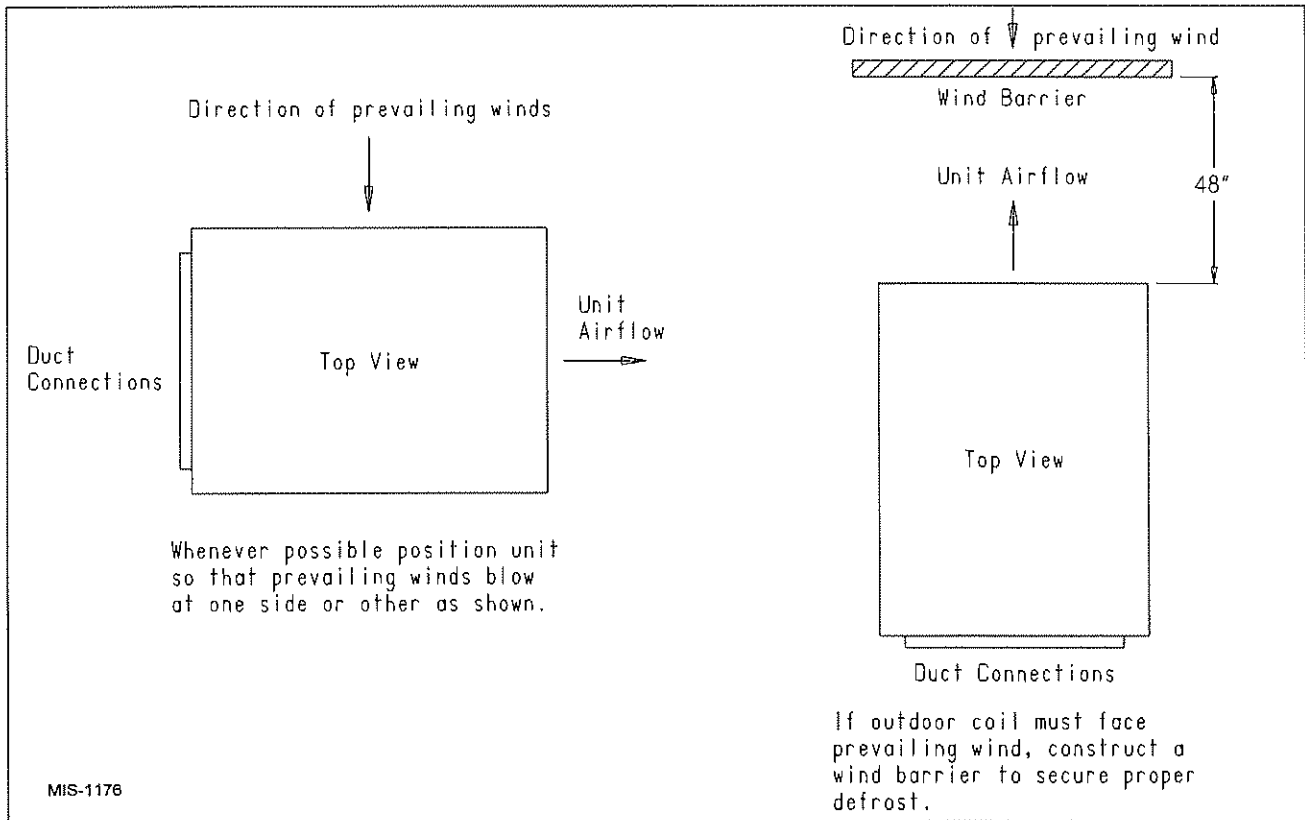 Direction of prevailing winds
Duct
Connections
Top View
Unit
Airflow
Whenever possible position unit
so that prevailing winds blow
at one side or other as shown.
MIS-1176
Direction of prevailing wind
Wind Barrier
Unit Airflow
48"
Top View
Duct Connections
If outdoor coil must face
prevailing wind, construct a
wind barrier to secure proper
defrost.